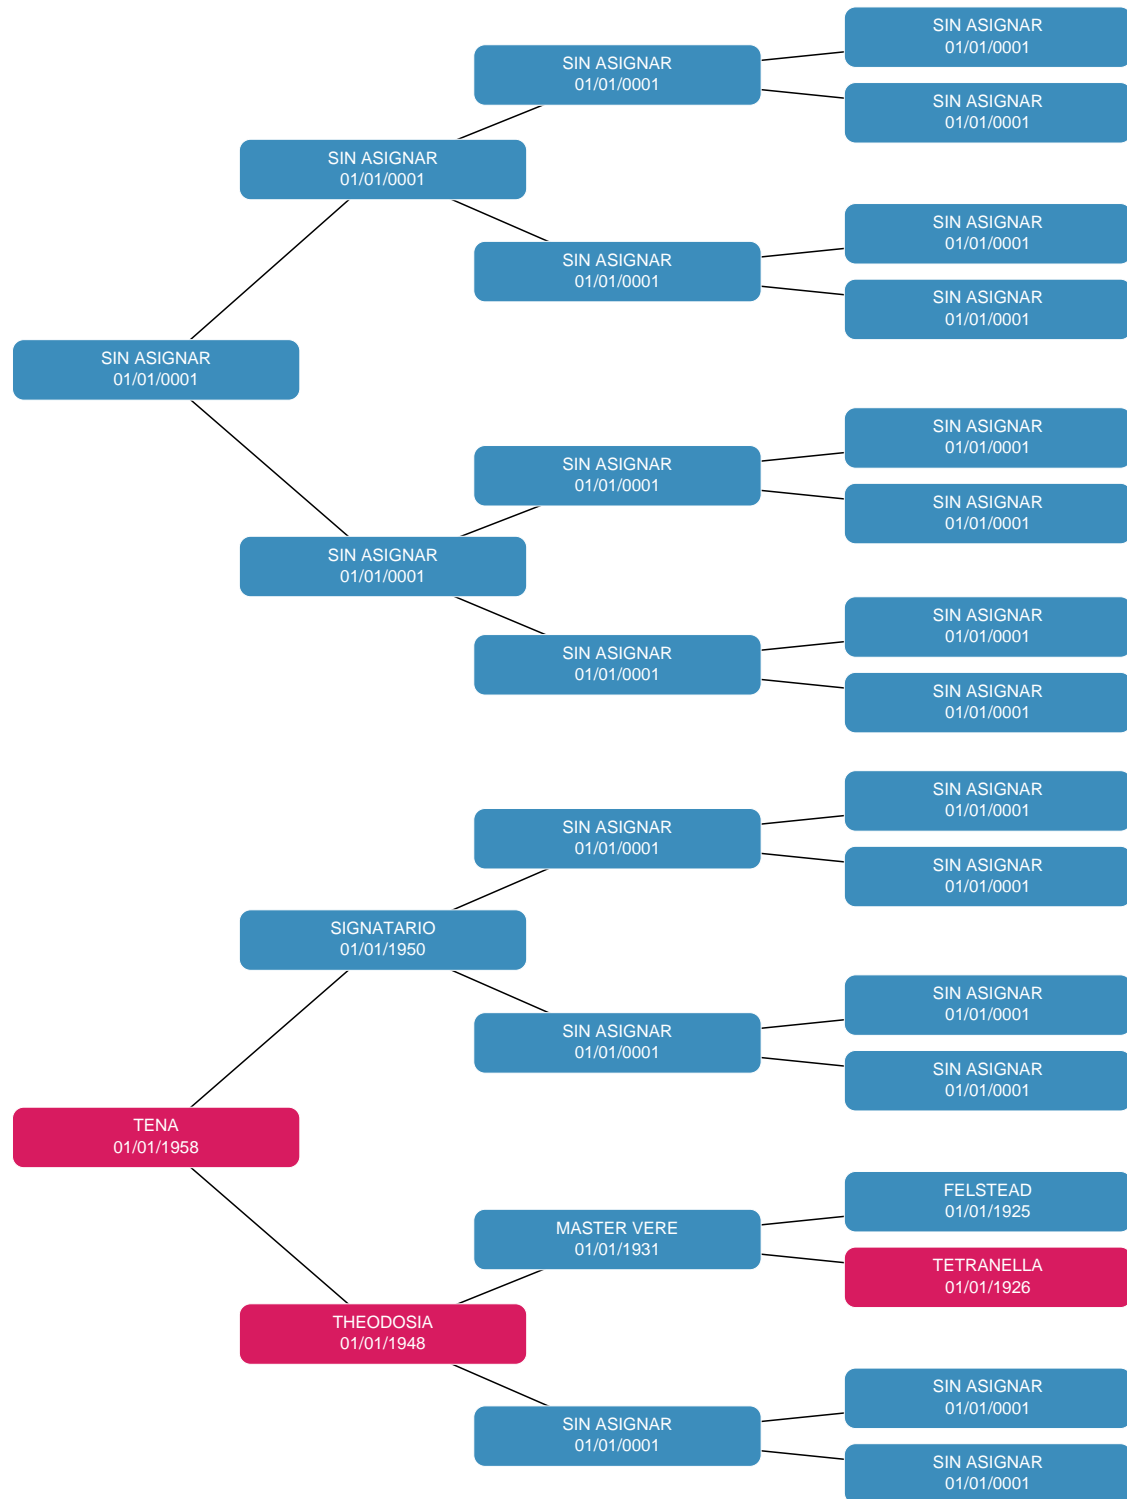 SIN ASIGNAR
01/01/0001
SIN ASIGNAR
01/01/0001
SIN ASIGNAR
01/01/0001
SIN ASIGNAR
01/01/0001
SIN ASIGNAR
01/01/0001
SIN ASIGNAR
01/01/0001
SIN ASIGNAR
01/01/0001
SIN ASIGNAR
01/01/0001
SIN ASIGNAR
01/01/0001
SIN ASIGNAR
01/01/0001
SIN ASIGNAR
01/01/0001
SIN ASIGNAR
01/01/0001
SIN ASIGNAR
01/01/0001
SIN ASIGNAR
01/01/0001
SIN ASIGNAR
01/01/0001
SIN ASIGNAR
01/01/0001
SIN ASIGNAR
01/01/0001
SIN ASIGNAR
01/01/0001
SIGNATARIO
01/01/1950
SIN ASIGNAR
01/01/0001
SIN ASIGNAR
01/01/0001
SIN ASIGNAR
01/01/0001
TENA
01/01/1958
FELSTEAD
01/01/1925
MASTER VERE
01/01/1931
TETRANELLA
01/01/1926
THEODOSIA
01/01/1948
SIN ASIGNAR
01/01/0001
SIN ASIGNAR
01/01/0001
SIN ASIGNAR
01/01/0001